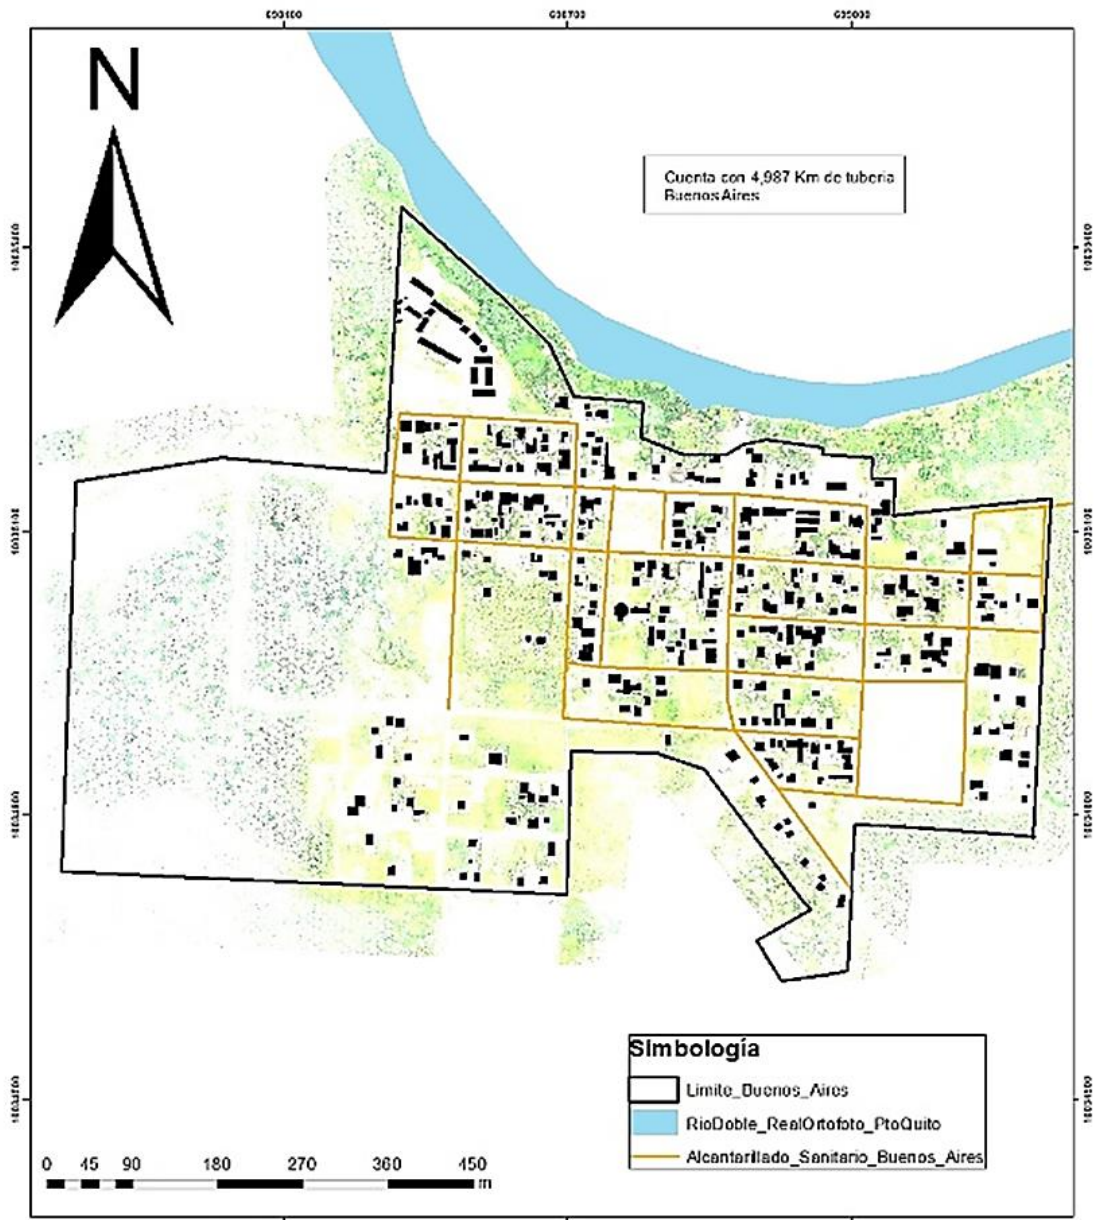 N
Cuenta con 4,987 Km de tuberia
Buenos Aires
Simbología
Limite_Buenos_Aires
RioDoble_RealOrtofoto_PtoQuito
Alcantarillado_Sanitario_Buenos_Aires
0 45 90 180 270 360 450
m